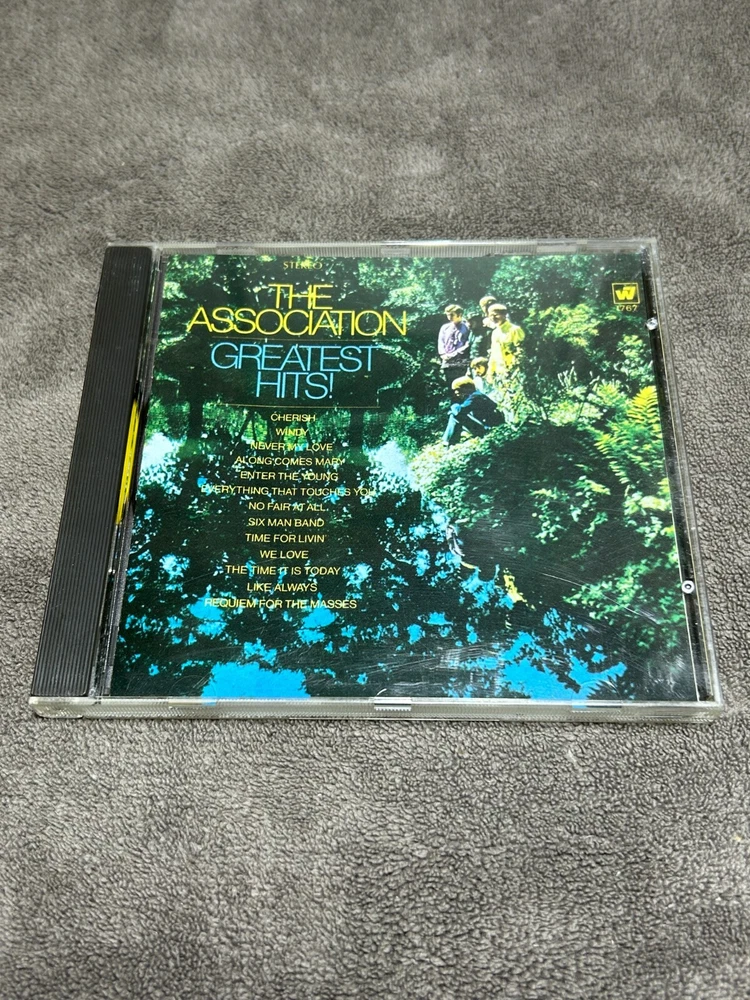 STEREO
THE
ASSOCIATION
GREATEST
HITS!
CHERISH
WINDY
NEVER MY LOVE
ALONG COMES MARY
ENTER THE YOUNG
EVERYTHING THAT TOUCHES YOU
NO FAIR AT ALL
SIX MAN BAND
TIME FOR LIVIN'
WE LOVE
THE TIME IT IS TODAY
LIKE ALWAYS
REQUIEM FOR THE MASSES
W
1767